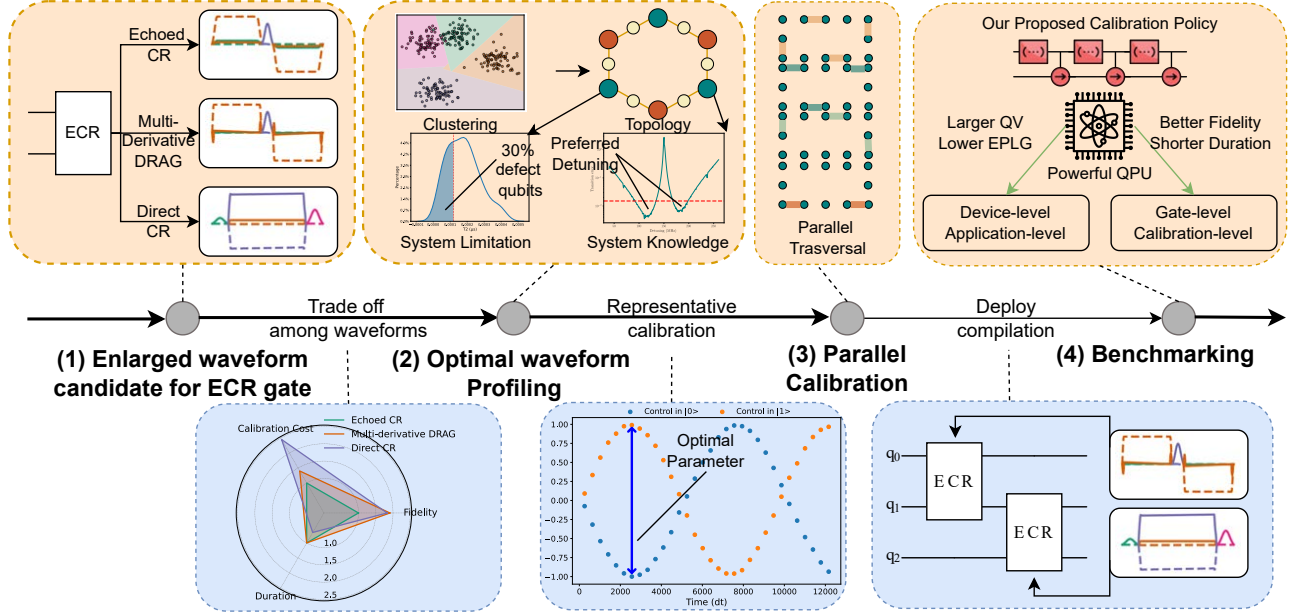 Echoed
CR
ECR
Multi-
Derivative
DRAG
Direct
CR
Clustering
Topology
30%
defect
qubits
Preferred
Detuning
Percentage
T2 (μs)
System Limitation
System Knowledge
Parallel
Trasversal
Our Proposed Calibration Policy
(···)
(···)
(···)
Larger QV
Lower EPLG
Better Fidelity
Shorter Duration
Powerful QPU
Device-level
Application-level
Gate-level
Calibration-level
Trade off
among waveforms
Representative
calibration
Deploy
compilation
(1) Enlarged waveform
candidate for ECR gate
(2) Optimal waveform
Profiling
(3) Parallel
Calibration
(4) Benchmarking
Echoed CR
Multi-derivative DRAG
Direct CR
Calibration Cost
Fidelity
Duration
1.0
1.5
2.0
2.5
Control in |0>
Control in |1>
1.00
0.75
0.50
0.25
0.00
−0.25
−0.50
−0.75
−1.00
Optimal
Parameter
0 2000 4000 6000 8000 10000 12000
Time (dt)
q0
q1
q2
ECR
ECR